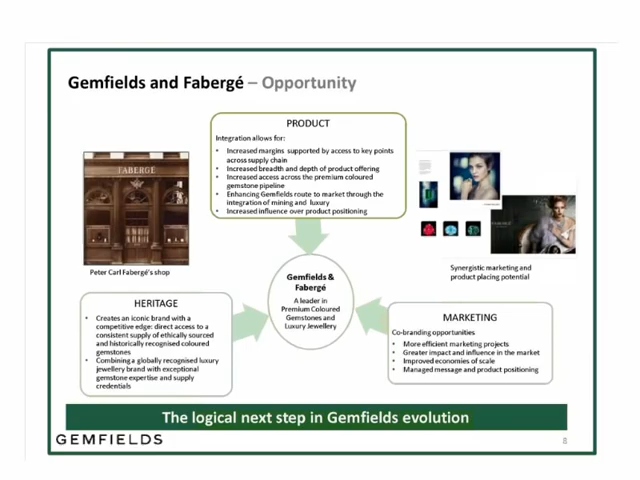 Gemfields and Fabergé – Opportunity
PRODUCT
Integration allows for:
• Increased margins supported by access to key points
across supply chain
• Increased breadth and depth of product offering
• Increased access across the premium coloured
gemstone pipeline
• Enhancing Gemfields route to market through the
integration of mining and luxury
• Increased influence over product positioning
FABERGÉ
Peter Carl Fabergé's shop
Synergistic marketing and
product placing potential
Gemfields &
Fabergé
A leader in
Premium Coloured
Gemstones and
Luxury Jewellery
HERITAGE
• Creates an iconic brand with a
competitive edge: direct access to a
consistent supply of ethically sourced
and historically recognised coloured
gemstones
• Combining a globally recognised luxury
jewellery brand with exceptional
gemstone expertise and supply
credentials
MARKETING
Co-branding opportunities
• More efficient marketing projects
• Greater impact and influence in the market
• Improved economies of scale
• Managed message and product positioning
The logical next step in Gemfields evolution
GEMFIELDS
8